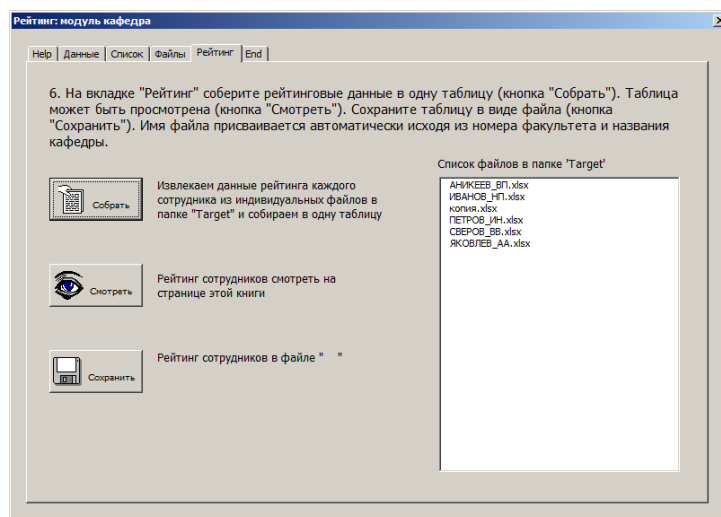 Рейтинг: модуль кафедра
Help Данные Список Файлы Рейтинг End
6. На вкладке "Рейтинг" соберите рейтинговые данные в одну таблицу (кнопка "Собрать"). Таблица
может быть просмотрена (кнопка "Смотреть"). Сохраните таблицу в виде файла (кнопка
"Сохранить"). Имя файла присваивается автоматически исходя из номера факультета и названия
кафедры.
Собрать
Извлекаем данные рейтинга каждого
сотрудника из индивидуальных файлов в
папке "Target" и собираем в одну таблицу
Смотреть
Рейтинг сотрудников смотреть на
странице этой книги
Сохранить
Рейтинг сотрудников в файле "   "
Список файлов в папке 'Target'
АНИКЕЕВ_ВП.xlsx
ИВАНОВ_НП.xlsx
копия.xlsx
ПЕТРОВ_ИН.xlsx
СВЕРОВ_ВВ.xlsx
ЯКОВЛЕВ_АА.xlsx